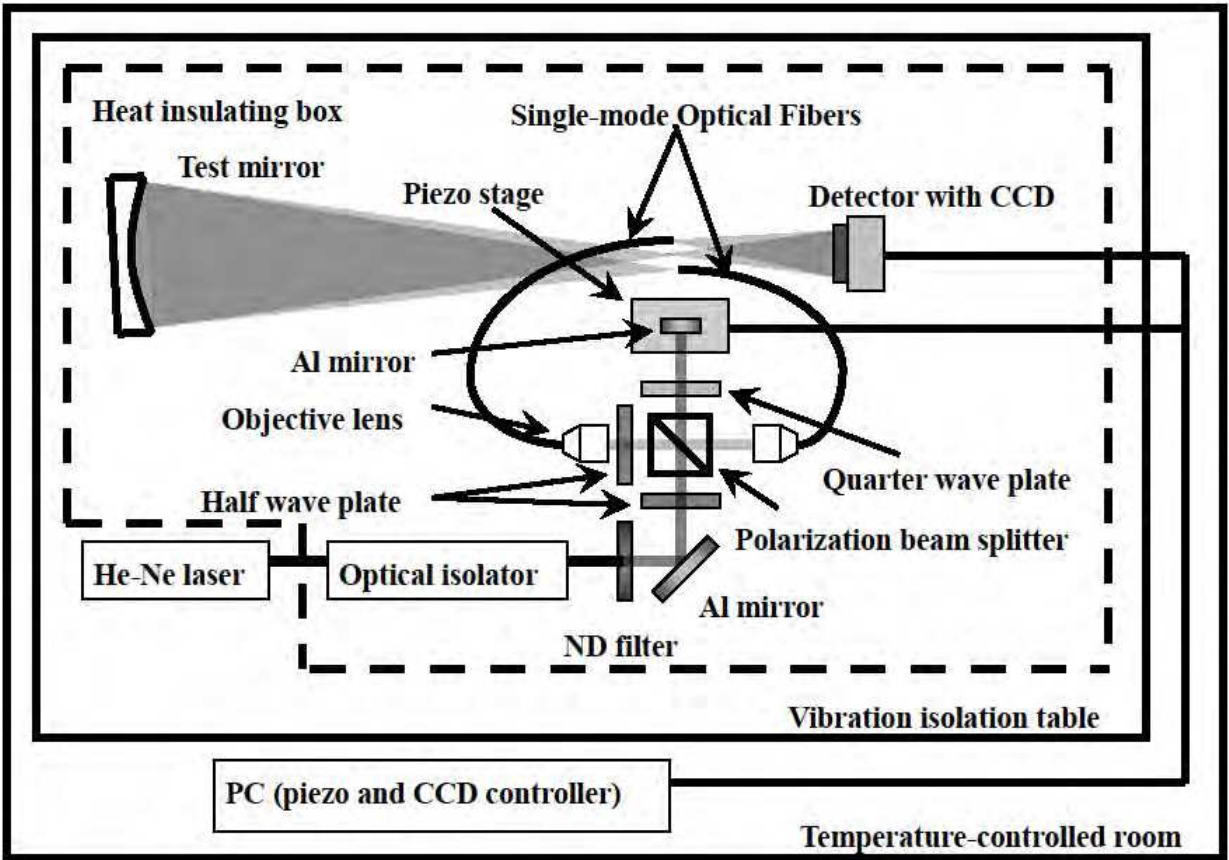 Heat insulating box
Single-mode Optical Fibers
Test mirror
Piezo stage
Detector with CCD
Al mirror
Objective lens
Quarter wave plate
Half wave plate
Polarization beam splitter
He-Ne laser
Optical isolator
Al mirror
ND filter
Vibration isolation table
PC (piezo and CCD controller)
Temperature-controlled room